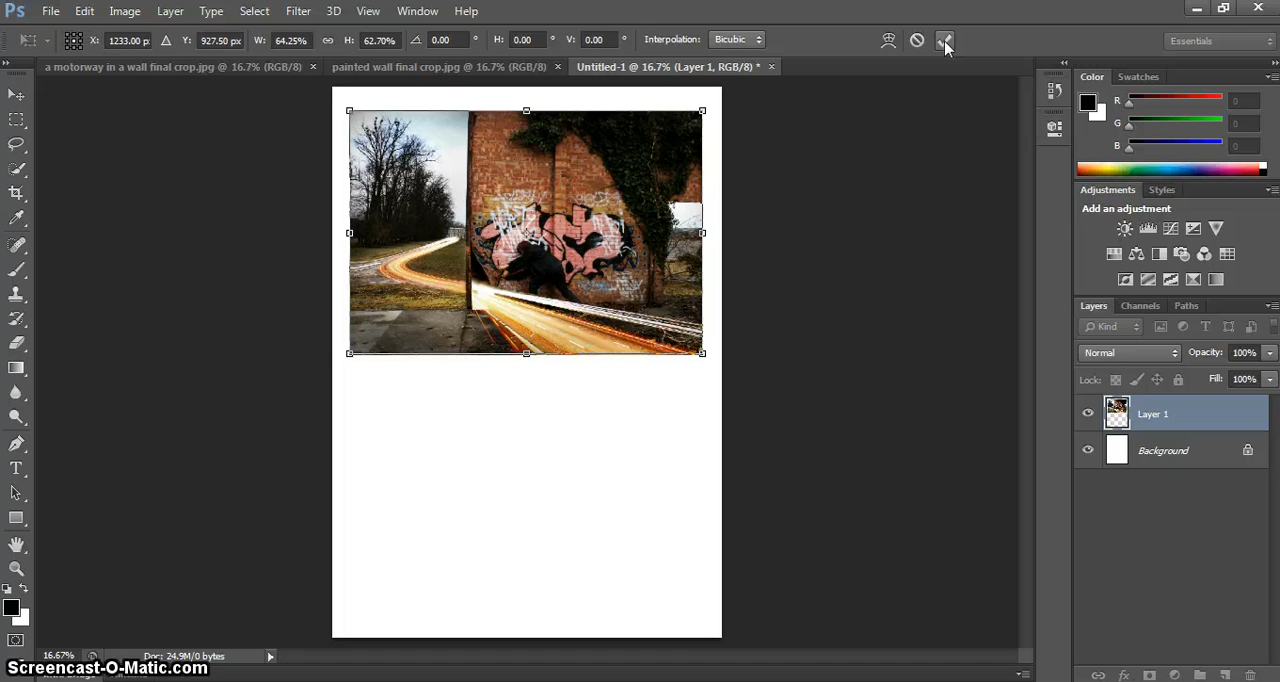 Ps File Edit Image Layer Type Select Filter 3D View Window Help
X: 1233.00 px Y: 927.50 px W: 64.25% H: 62.70% 0.00 ° H: 0.00 ° V: 0.00 ° Interpolation: Bicubic Essentials
a motorway in a wall final crop.jpg @ 16.7% (RGB/8) × painted wall final crop.jpg @ 16.7% (RGB/8) × Untitled-1 @ 16.7% (Layer 1, RGB/8) * ×
Color Swatches
R 0
G 0
B 0
Adjustments Styles
Add an adjustment
Layers Channels Paths
Kind
Normal Opacity: 100%
Lock: Fill: 100%
Layer 1
Background
16.67% Doc: 24.9M/0 bytes
Screencast-O-Matic.com